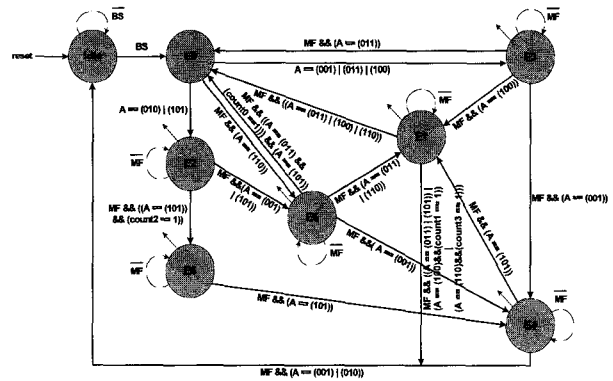 BS
MF
reset
BS
MF && (A == (011))
A == (001) | (011) | (100)
MF && ((A == (011) | (100) | (110))
MF
MF && (A == (100))
A == (010) | (101)
MF && ((A == (011) &&
(count0 == 1))) && (A == (101)
MF && (A == (110))
MF
MF &&(A == (001)
| (101)
MF && (A == (011)
| (110))
MF && (A == (001))
MF && ((A == (101))
&& (count2 == 1))
MF
MF && (A == (001))
MF && ((A == (011) | (101)) |
(A == (100)&&(count1 == 1))
|
(A == (110)&&(count3 == 1)))
MF && (A == (101))
MF
MF && (A == (101))
MF
MF && (A == (001) | (010))